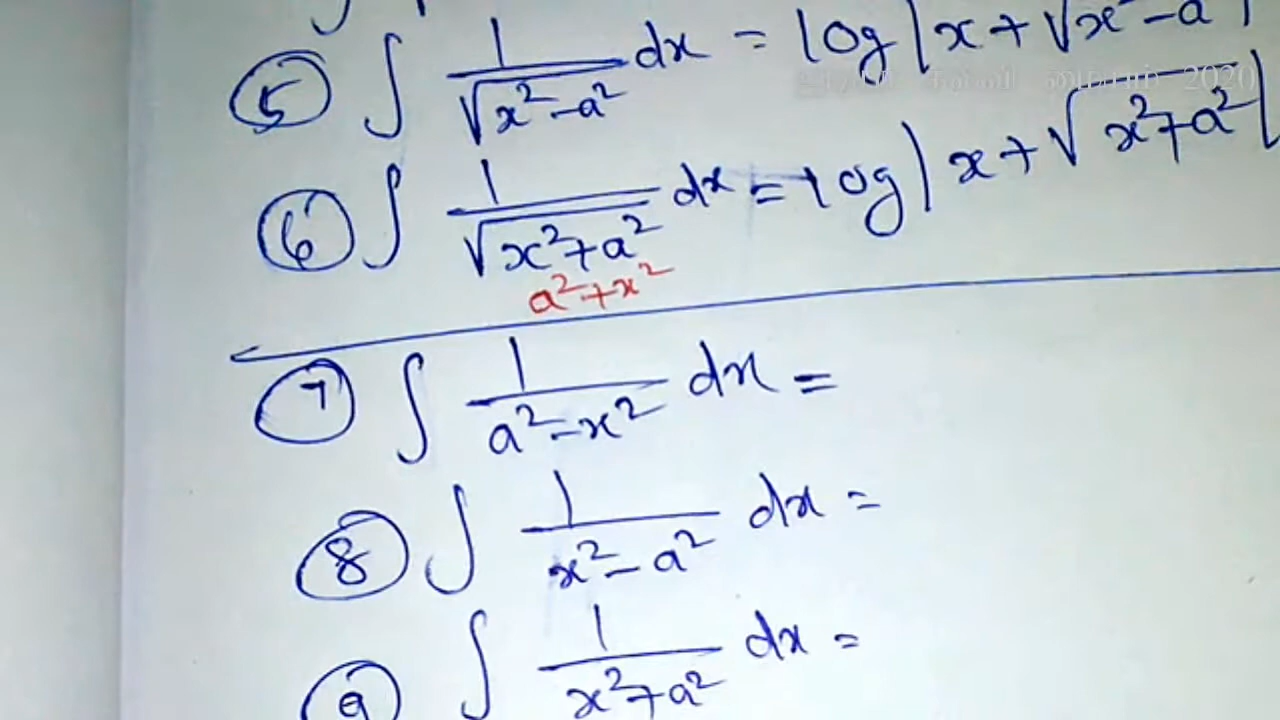 ⑤ ∫ 1/√(x²-a²) dx = log|x+√x²-a
2020
⑥ ∫ 1/√(x²+a²) dx = log|x+√(x²+a²)|
a²+x²
⑦ ∫ 1/(a²-x²) dx =
⑧ ∫ 1/(x²-a²) dx =
⑨ ∫ 1/(x²+a²) dx =